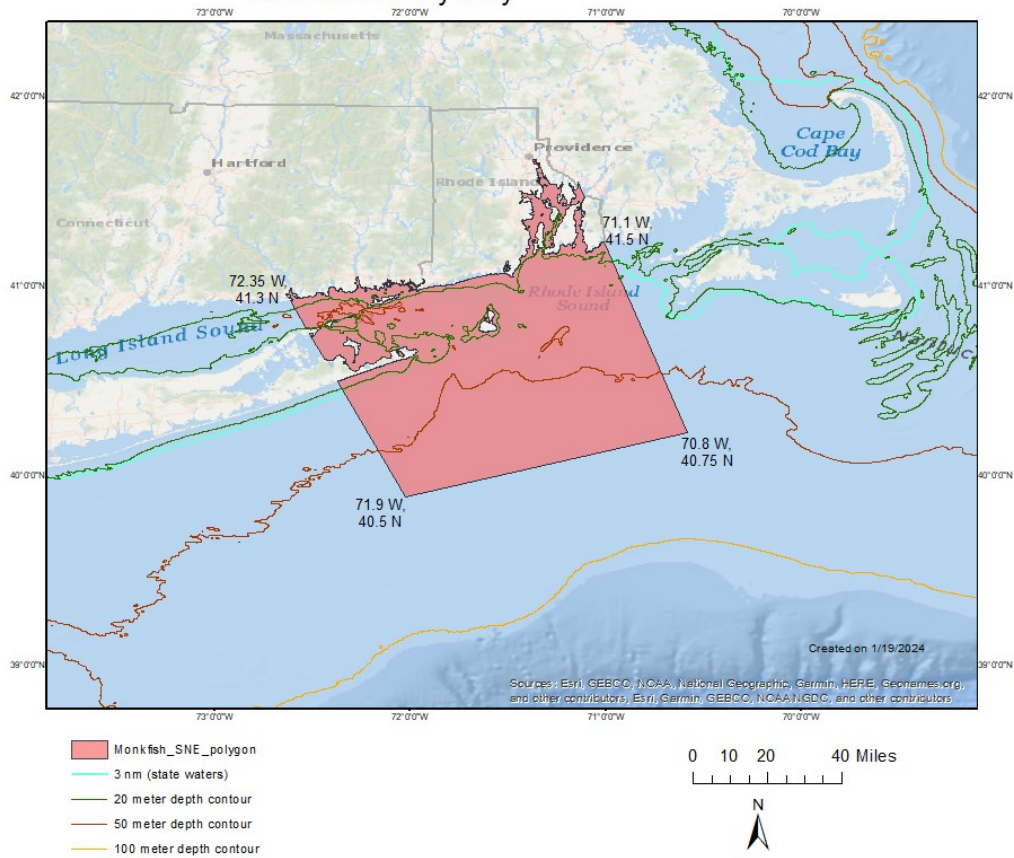 73°0'0"W 72°0'0"W 71°0'0"W 70°0'0"W
Massachusetts
42°0'0"N 42°0'0"N
Cape
Cod Bay
Providence
Hartford
Rhode Island
Connecticut
71.1 W,
41.5 N
72.35 W,
41.3 N
41°0'0"N 41°0'0"N
Rhode Island
Sound
Long Island Sound
70.8 W,
40.75 N
40°0'0"N 40°0'0"N
71.9 W,
40.5 N
Created on 1/19/2024
39°0'0"N 39°0'0"N
Sources: Esri, GEBCO, NOAA, National Geographic, Garmin, HERE, Geonames.org,
and other contributors, Esri, Garmin, GEBCO, NOAA NGDC, and other contributors
73°0'0"W 72°0'0"W 71°0'0"W 70°0'0"W
Monkfish_SNE_polygon
3 nm (state waters)
20 meter depth contour
50 meter depth contour
100 meter depth contour
0 10 20 40 Miles
N